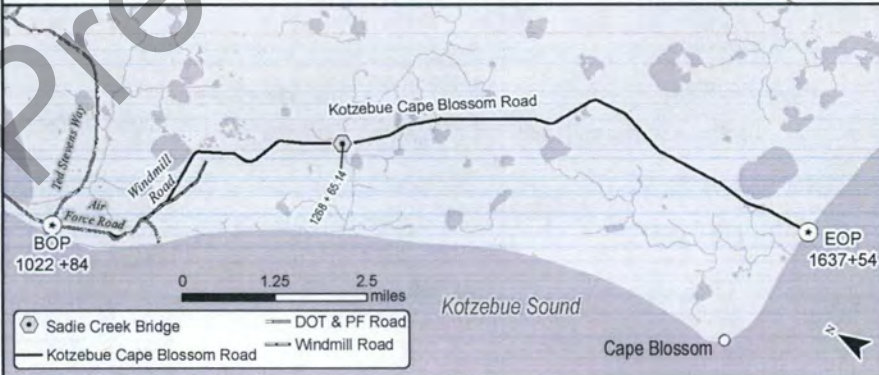 Pre
Ted Stevens Way
Air
Force Road
Windmill
Road
Kotzebue Cape Blossom Road
1268 + 65.14
BOP
1022 +84
EOP
1637+54
0 1.25 2.5
miles
Kotzebue Sound
Cape Blossom
N
Sadie Creek Bridge
DOT & PF Road
Kotzebue Cape Blossom Road
Windmill Road